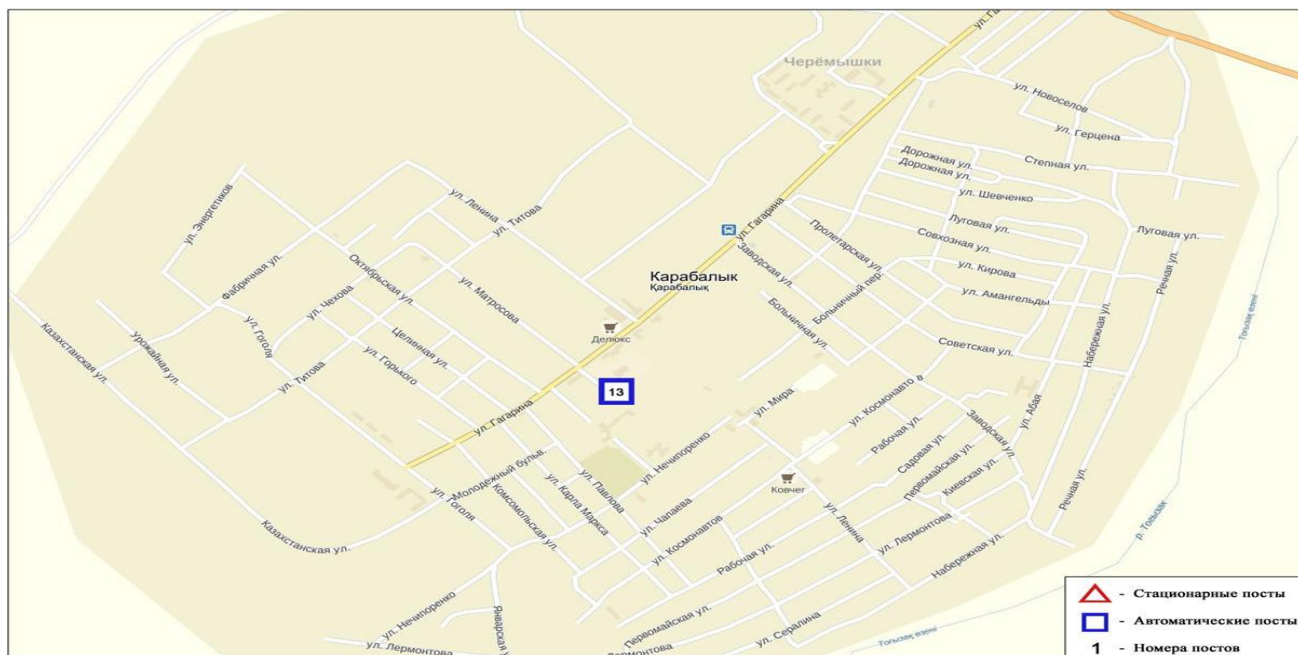 ул. Га
Черёмышки
ул. Новоселов
ул. Герцена
Дорожная ул.
Дорожная ул.
Степная ул.
ул. Шевченко
ул. Энергетиков
ул. Ленина
ул. Титова
ул. Гагарина
Пролетарская ул.
Луговая ул.
Совхозная ул.
Луговая ул.
Фабричная ул.
Октябрьская ул.
Заводская ул.
ул. Кирова
Речная ул.
Карабалык
Қарабалық
ул. Чехова
ул. Матросова
Больничный пер.
ул. Амангельды
Казахстанская ул.
Урожайная ул.
ул. Гоголя
Целинная ул.
Больничная ул.
Набережная ул.
Тоғызақ өзені
Делюкс
ул. Горького
Советская ул.
ул. Титова
13
ул. Гагарина
ул. Мира
ул. Космонавто в
ул. Абая
Рабочая ул.
Заводская ул.
ул. Нечипоренко
Садовая ул.
Молодежный бульв.
Первомайская ул.
Киевская ул.
Речная ул.
Ковчег
ул. Гоголя
Комсомольская ул.
ул. Карла Маркса
ул. Павлова
ул. Чапаева
ул. Ленина
Казахстанская ул.
ул. Космонавтов
Рабочая ул.
ул. Лермонтова
Набережная ул.
р. Тогызак
ул. Нечипоренко
Январская ул.
Первомайская ул.
ул. Сералина
Тоғызақ өзені
ул. Лермонтова
- Стационарные посты
- Автоматические посты
1 - Номера постов